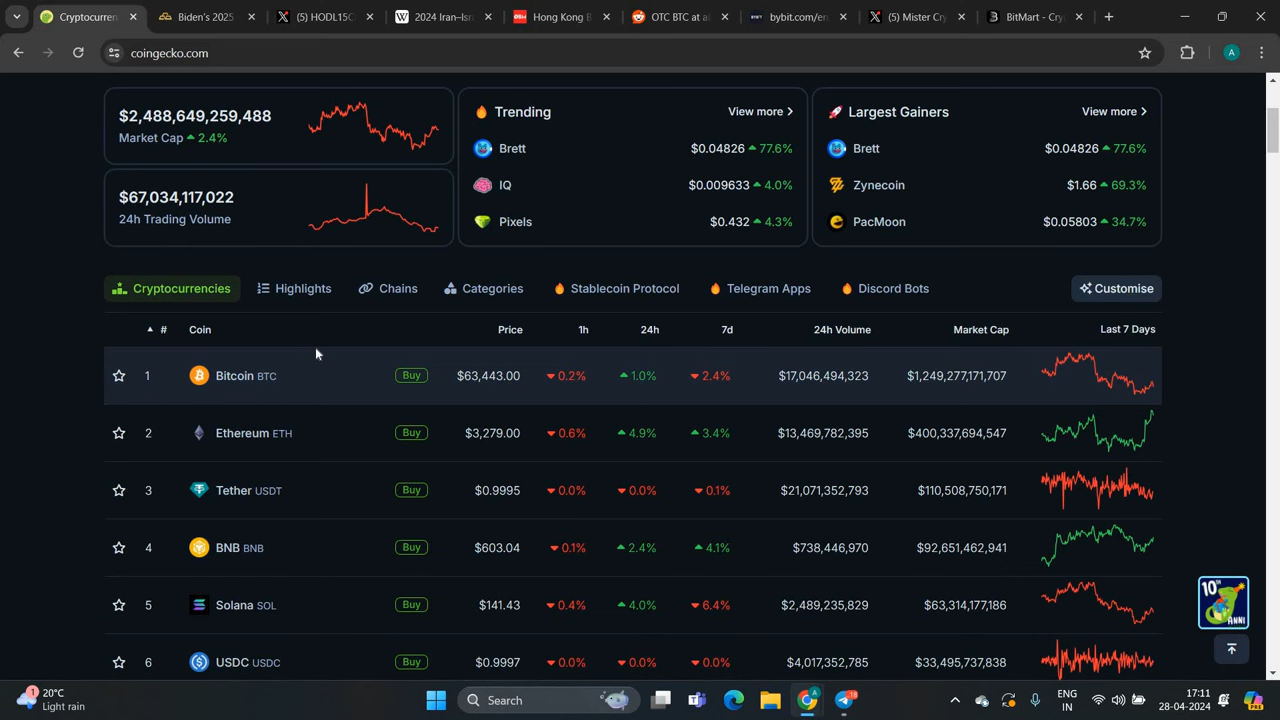 Cryptocurren
Biden's 2025
(5) HODL15C
2024 Iran–Isr
Hong Kong B
OTC BTC at a
bybit.com/en
(5) Mister Cry
BitMart - Cry
coingecko.com
A
$2,488,649,259,488
Market Cap 2.4%
$67,034,117,022
24h Trading Volume
Trending View more
Brett $0.04826 77.6%
IQ $0.009633 4.0%
Pixels $0.432 4.3%
Largest Gainers View more
Brett $0.04826 77.6%
Zynecoin $1.66 69.3%
PacMoon $0.05803 34.7%
Cryptocurrencies Highlights Chains Categories Stablecoin Protocol Telegram Apps Discord Bots Customise
# Coin Price 1h 24h 7d 24h Volume Market Cap Last 7 Days
1 Bitcoin BTC Buy $63,443.00 0.2% 1.0% 2.4% $17,046,494,323 $1,249,277,171,707
2 Ethereum ETH Buy $3,279.00 0.6% 4.9% 3.4% $13,469,782,395 $400,337,694,547
3 Tether USDT Buy $0.9995 0.0% 0.0% 0.1% $21,071,352,793 $110,508,750,171
4 BNB BNB Buy $603.04 0.1% 2.4% 4.1% $738,446,970 $92,651,462,941
5 Solana SOL Buy $141.43 0.4% 4.0% 6.4% $2,489,235,829 $63,314,177,186
6 USDC USDC Buy $0.9997 0.0% 0.0% 0.0% $4,017,352,785 $33,495,737,838
10TH
ANNI
1
20°C
Light rain
Search
A
18
ENG
IN
17:11
28-04-2024